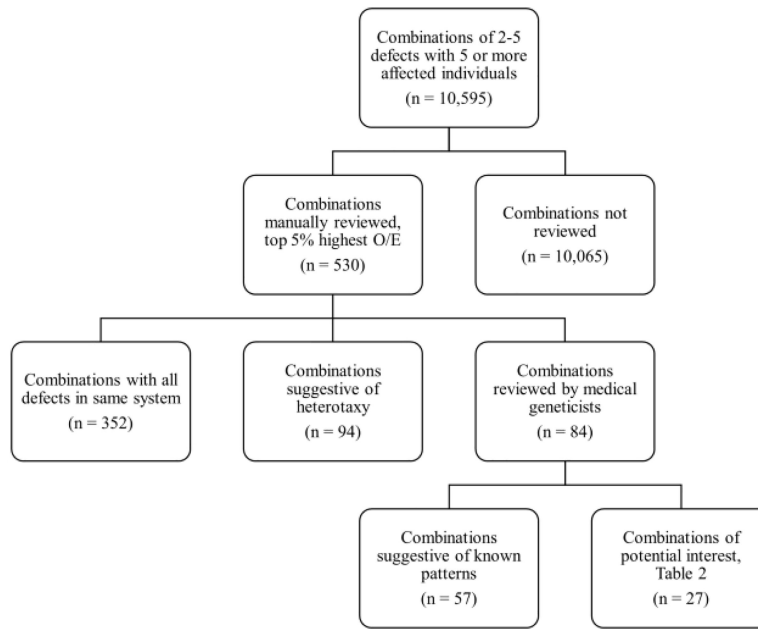 Combinations of 2-5
defects with 5 or more
affected individuals
(n = 10,595)
Combinations
manually reviewed,
top 5% highest O/E
(n = 530)
Combinations not
reviewed
(n = 10,065)
Combinations with all
defects in same system
(n = 352)
Combinations
suggestive of
heterotaxy
(n = 94)
Combinations
reviewed by medical
geneticists
(n = 84)
Combinations
suggestive of known
patterns
(n = 57)
Combinations of
potential interest,
Table 2
(n = 27)